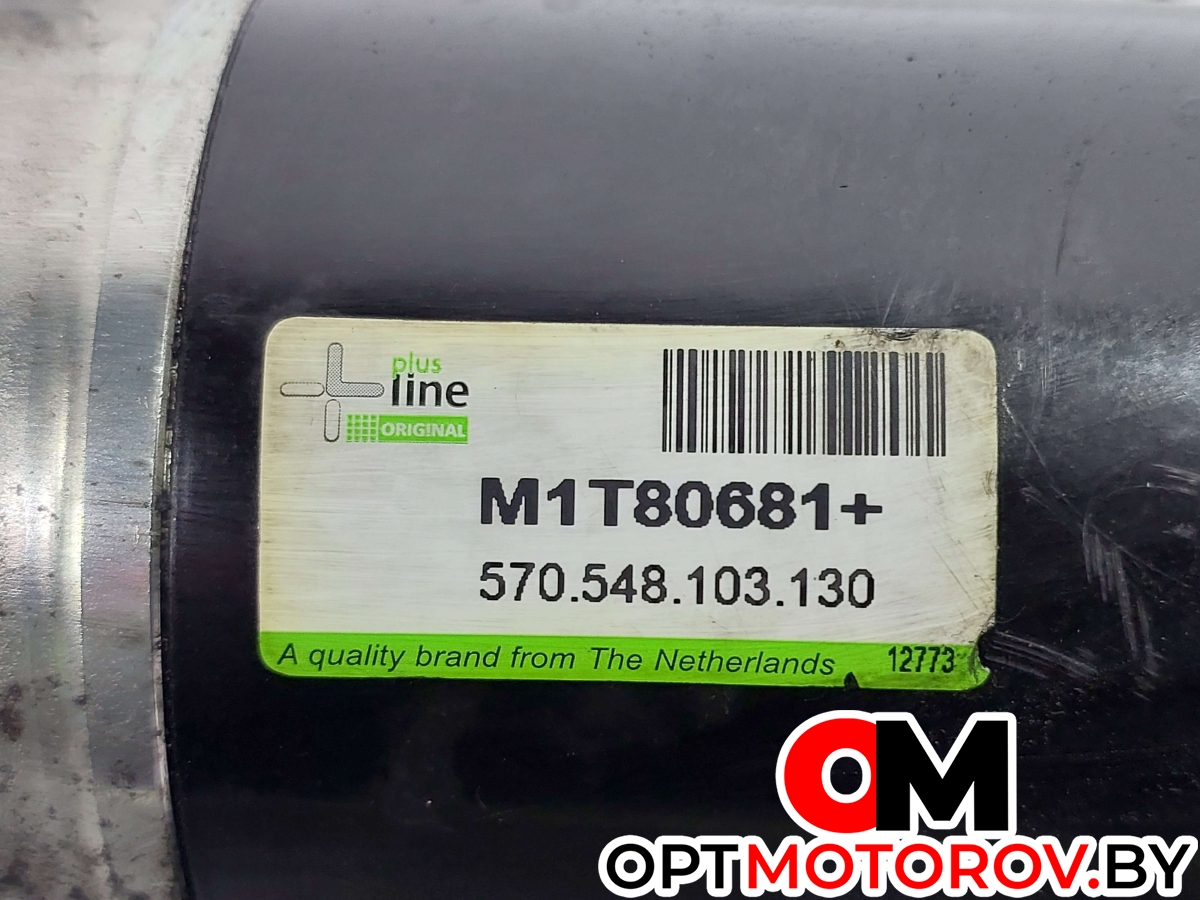 plus
line
ORIGINAL
M1T80681+
570.548.103.130
A quality brand from The Netherlands 12773
OM
OPTMOTOROV.BY